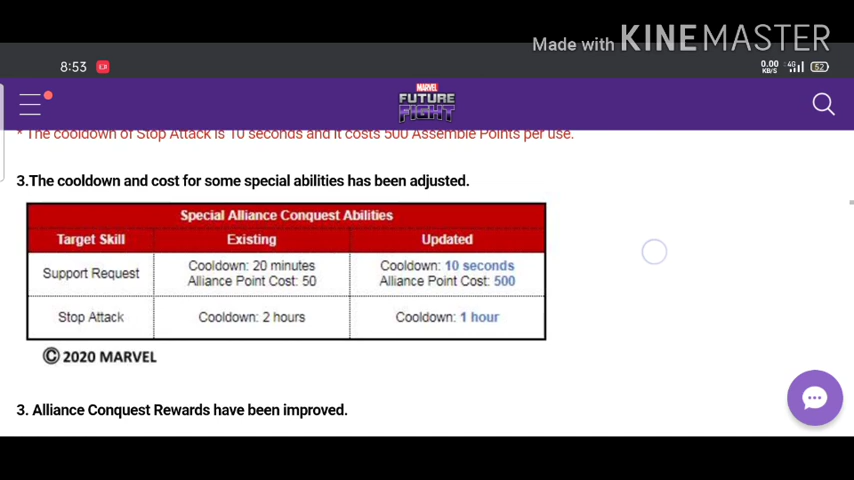 Made with KINEMASTER
8:53
0.00 KB/S 4G 52
MARVEL
FUTURE
FIGHT
* The cooldown of Stop Attack is 10 seconds and it costs 500 Assemble Points per use.
3.The cooldown and cost for some special abilities has been adjusted.
Special Alliance Conquest Abilities
Target Skill Existing Updated
Support Request Cooldown: 20 minutes Cooldown: 10 seconds
Alliance Point Cost: 50 Alliance Point Cost: 500
Stop Attack Cooldown: 2 hours Cooldown: 1 hour
© 2020 MARVEL
3. Alliance Conquest Rewards have been improved.